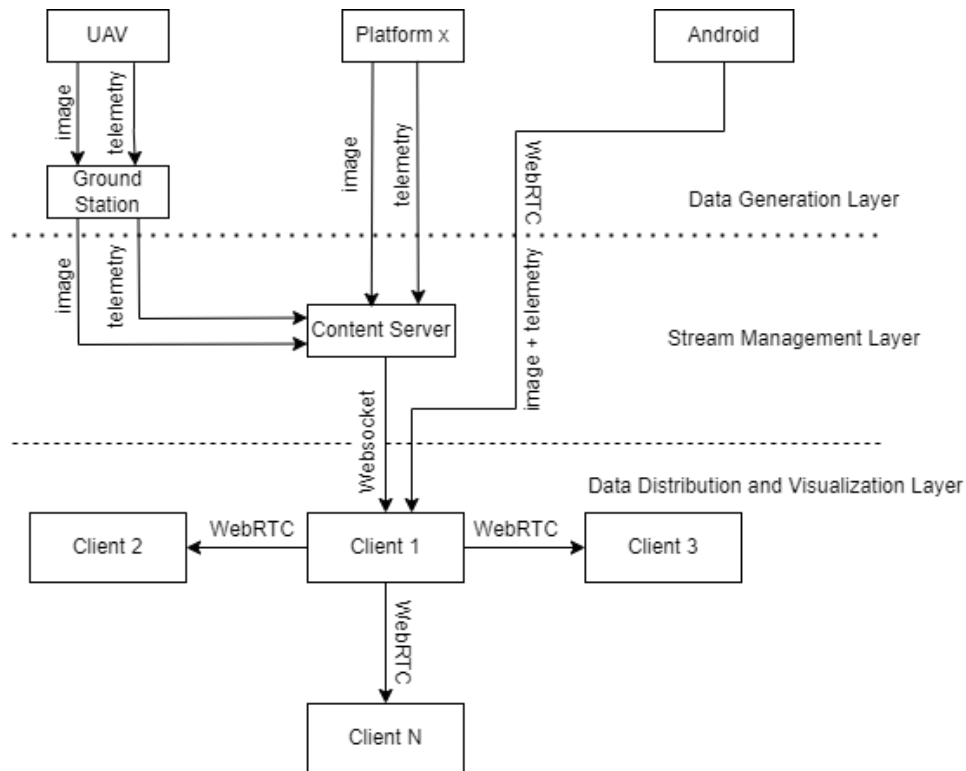 UAV
Platform x
Android
image
telemetry
image
telemetry
WebRTC
Ground
Station
Data Generation Layer
image
telemetry
image + telemetry
Content Server
Stream Management Layer
Websocket
Data Distribution and Visualization Layer
Client 2
WebRTC
Client 1
WebRTC
Client 3
WebRTC
Client N